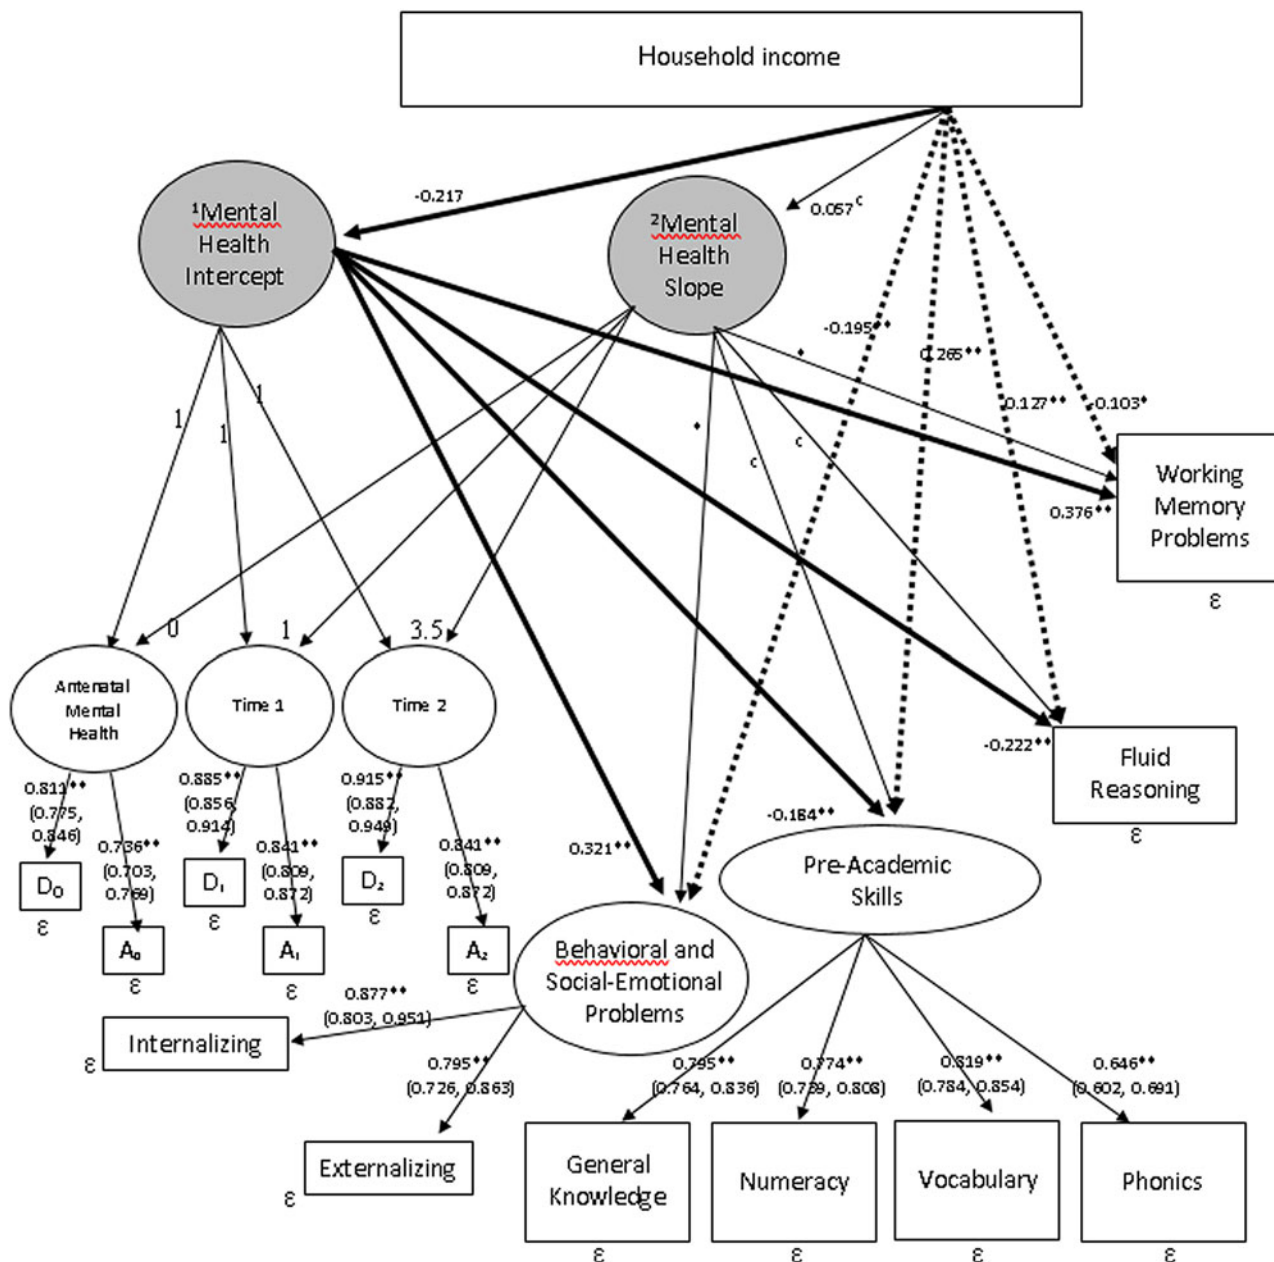 Household income
-0.217
0.057ᶜ
¹Mental
Health
Intercept
²Mental
Health
Slope
-0.195♦♦
0.265♦♦
0.127♦♦
-0.103♦
♦
♦
c
c
1
1
1
Working
Memory
Problems
0.376♦♦
ε
0
1
3.5
Antenatal
Mental
Health
Time 1
Time 2
-0.222♦♦
Fluid
Reasoning
ε
0.811♦♦
(0.775,
0.846)
0.885♦♦
(0.856,
0.914)
0.915♦♦
(0.882,
0.949)
0.736♦♦
(0.703,
0.769)
0.841♦♦
(0.809,
0.872)
0.841♦♦
(0.809,
0.872)
0.321♦♦
-0.184♦♦
Pre-Academic
Skills
D₀
ε
D₁
ε
D₂
ε
A₀
ε
A₁
ε
A₂
ε
Behavioral and
Social-Emotional
Problems
0.877♦♦
(0.803, 0.951)
Internalizing
ε
0.795♦♦
(0.726, 0.863)
0.795♦♦
(0.764, 0.836)
0.774♦♦
(0.739, 0.808)
0.819♦♦
(0.784, 0.854)
0.646♦♦
(0.602, 0.691)
Externalizing
ε
General
Knowledge
ε
Numeracy
ε
Vocabulary
ε
Phonics
ε